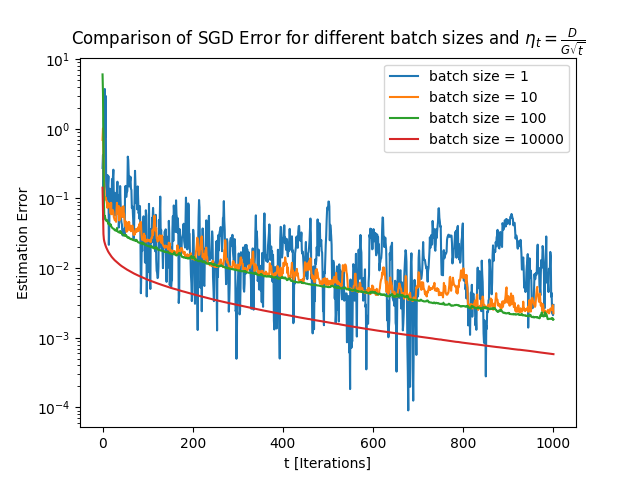 Comparison of SGD Error for different batch sizes and η_t = D/(G√t)
10^1
10^0
10^−1
10^−2
10^−3
10^−4
Estimation Error
batch size = 1
batch size = 10
batch size = 100
batch size = 10000
0 200 400 600 800 1000
t [Iterations]